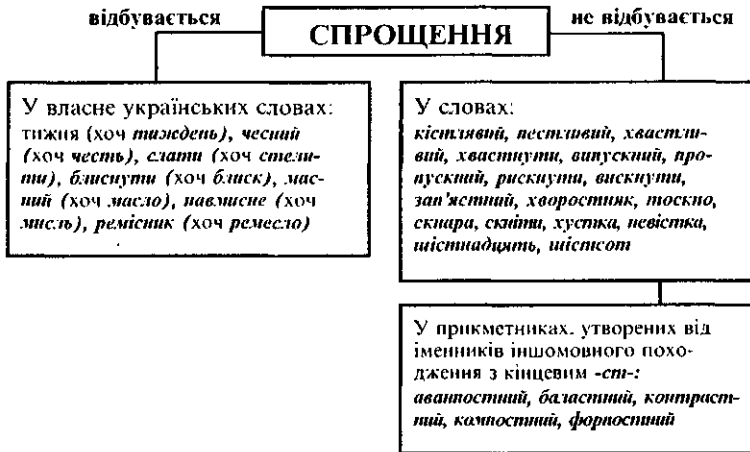 відбувається
СПРОЩЕННЯ
не відбувається
У власне українських словах:
тижня (хоч тиждень), чесний
(хоч честь), слати (хоч стели-
ти), блиснути (хоч блиск), мас-
ний (хоч масло), навмисне (хоч
мисль), ремісник (хоч ремесло)
У словах:
кістлявий, пестливий, хвастли-
вий, хвастнути, випускний, про-
пускний, рискнути, вискнути,
зап'ястний, хворостняк, тоскно,
скнара, скніти, хустка, невістка,
шістнадцять, шістсот
У прикметниках, утворених від
іменників іншомовного похо-
дження з кінцевим -ст-:
аванпостний, баластний, контраст-
ний, компостний, форпостний